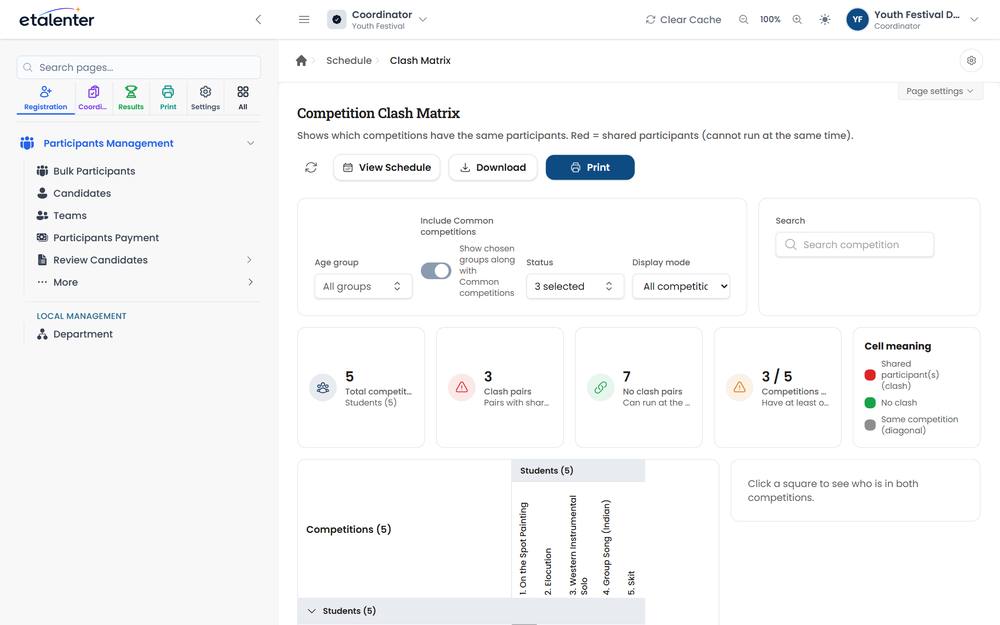 etalenter
Coordinator
Youth Festival
Clear Cache
100%
YF
Youth Festival D...
Coordinator
Search pages...
Registration
Coordi...
Results
Print
Settings
All
Participants Management
Bulk Participants
Candidates
Teams
Participants Payment
Review Candidates
More
LOCAL MANAGEMENT
Department
Schedule
Clash Matrix
Page settings
Competition Clash Matrix
Shows which competitions have the same participants. Red = shared participants (cannot run at the same time).
View Schedule
Download
Print
Age group
All groups
Include Common
competitions
Show chosen
groups along
with
Common
competitions
Status
3 selected
Display mode
All competitic
Search
Search competition
5
Total competit...
Students (5)
3
Clash pairs
Pairs with shar...
7
No clash pairs
Can run at the ...
3 / 5
Competitions ...
Have at least o...
Cell meaning
Shared
participant(s)
(clash)
No clash
Same competition
(diagonal)
Competitions (5)
Students (5)
1. On the Spot Painting
2. Elocution
3. Western Instrumental
Solo
4. Group Song (Indian)
5. Skit
Students (5)
Click a square to see who is in both
competitions.